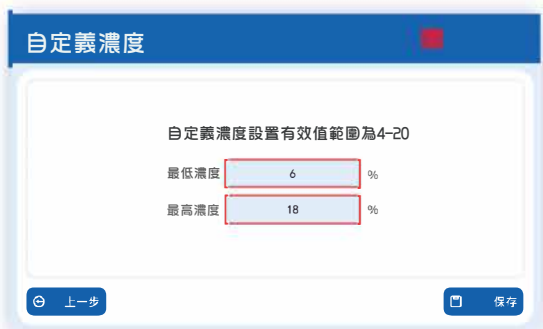 自定義濃度
自定義濃度設置有效值範圍為4-20
最低濃度 6 %
最高濃度 18 %
上一步 保存